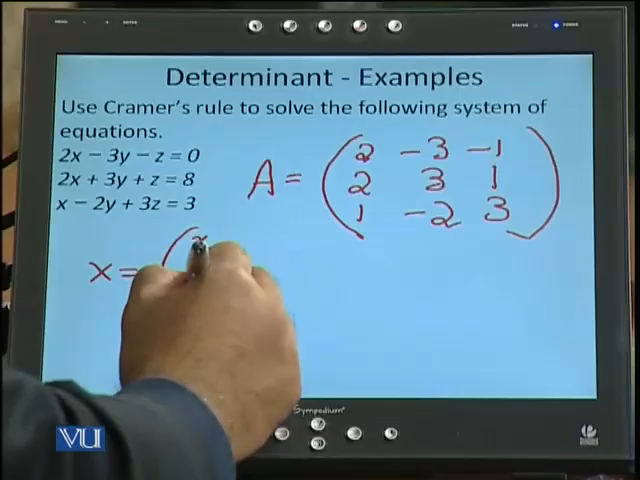 Determinant - Examples
Use Cramer's rule to solve the following system of
equations.
2x − 3y − z = 0
2x + 3y + z = 8
x − 2y + 3z = 3
A = ( 2 −3 −1
2 3 1
1 −2 3 )
x = (
Symposium
VU